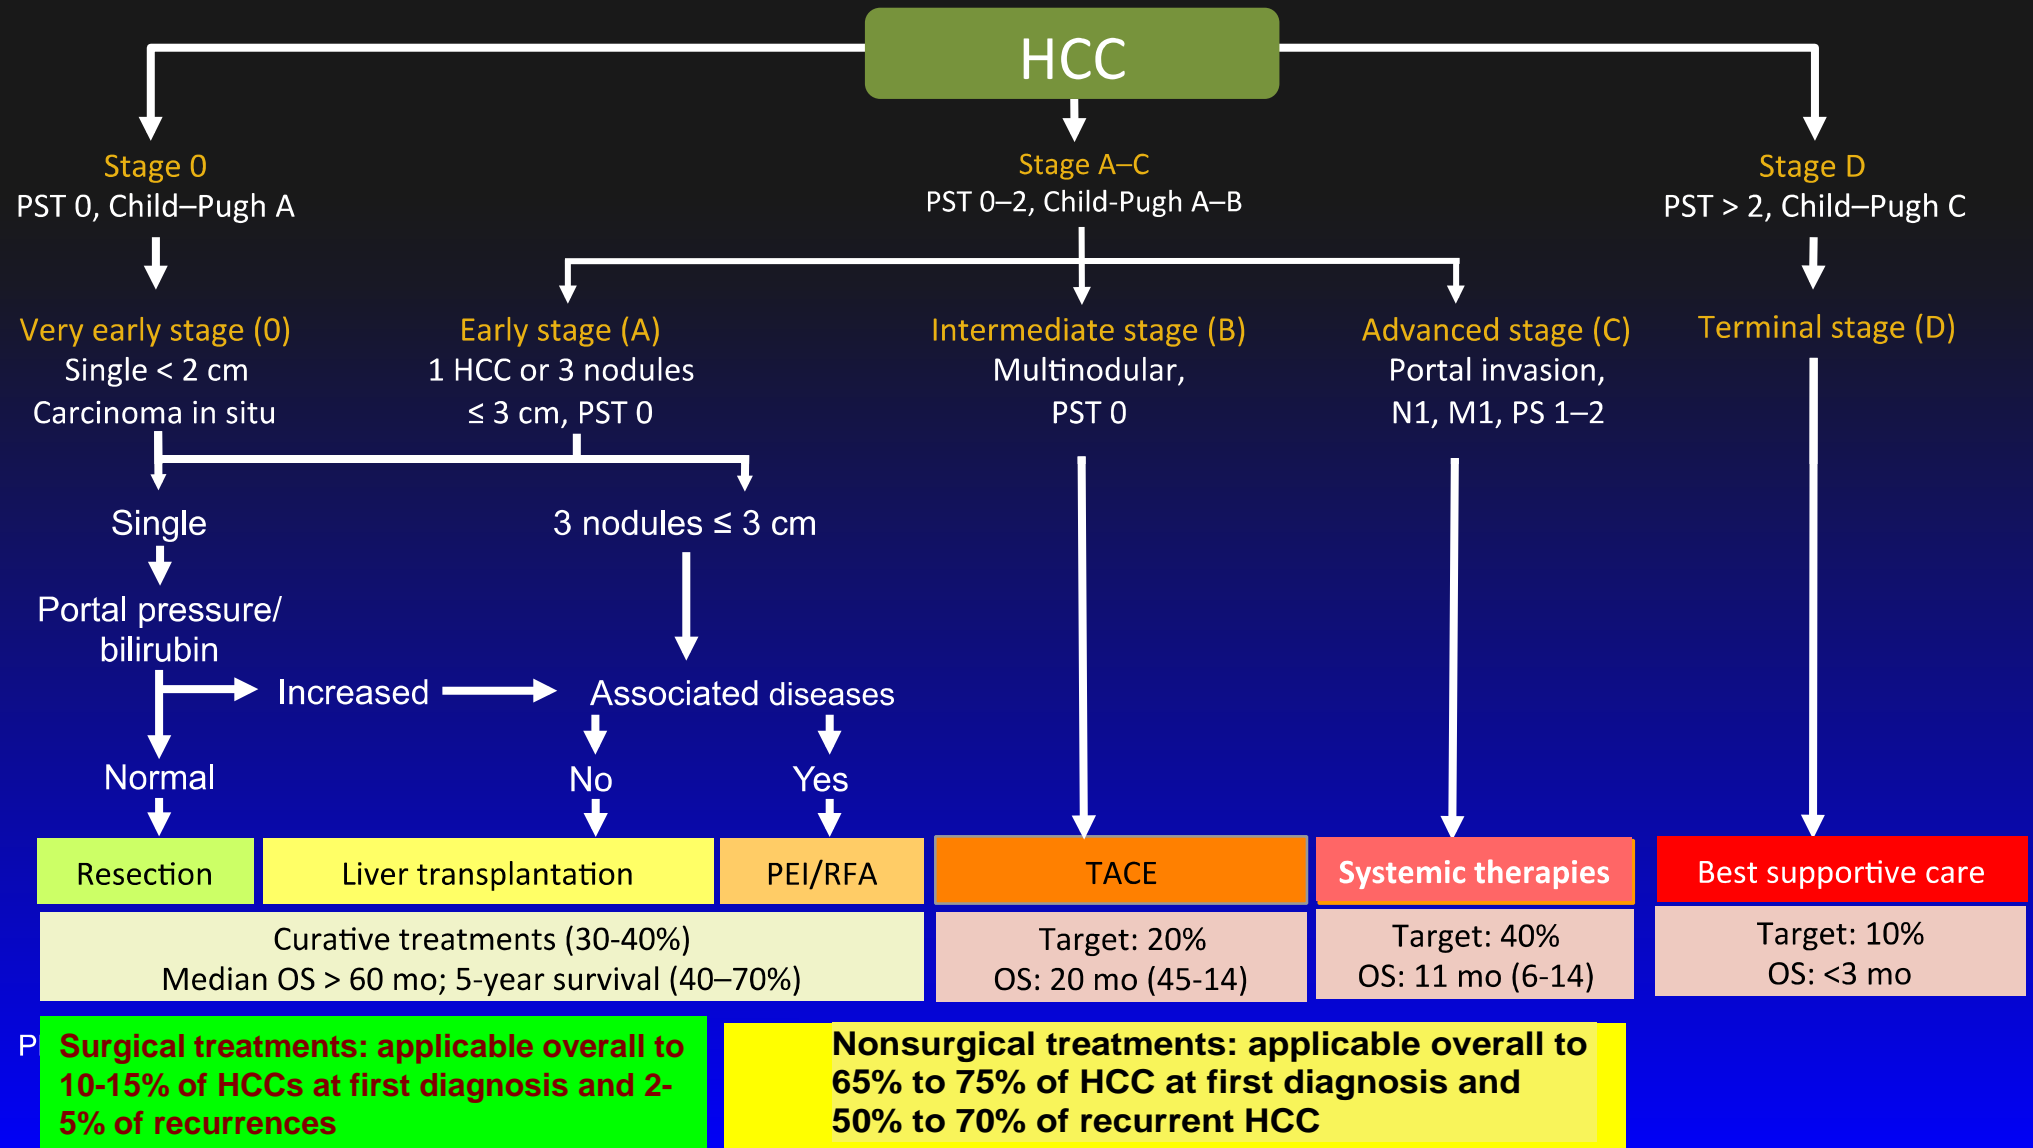 HCC
Stage 0
PST 0, Child–Pugh A
Stage A–C
PST 0–2, Child-Pugh A–B
Stage D
PST > 2, Child–Pugh C
Very early stage (0)
Single < 2 cm
Carcinoma in situ
Early stage (A)
1 HCC or 3 nodules
≤ 3 cm, PST 0
Intermediate stage (B)
Multinodular,
PST 0
Advanced stage (C)
Portal invasion,
N1, M1, PS 1–2
Terminal stage (D)
Single
3 nodules ≤ 3 cm
Portal pressure/
bilirubin
Increased
Associated diseases
Normal
No
Yes
Resection
Liver transplantation
PEI/RFA
TACE
Systemic therapies
Best supportive care
Curative treatments (30-40%)
Median OS > 60 mo; 5-year survival (40–70%)
Target: 20%
OS: 20 mo (45-14)
Target: 40%
OS: 11 mo (6-14)
Target: 10%
OS: <3 mo
Surgical treatments: applicable overall to
10-15% of HCCs at first diagnosis and 2-
5% of recurrences
Nonsurgical treatments: applicable overall to
65% to 75% of HCC at first diagnosis and
50% to 70% of recurrent HCC